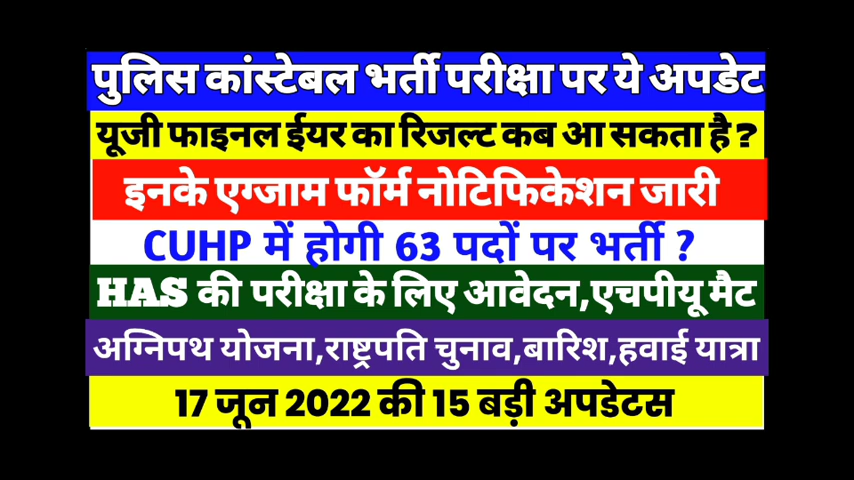 पुलिस कांस्टेबल भर्ती परीक्षा पर ये अपडेट
यूजी फाइनल ईयर का रिजल्ट कब आ सकता है ?
इनके एग्जाम फॉर्म नोटिफिकेशन जारी
CUHP में होगी 63 पदों पर भर्ती ?
HAS की परीक्षा के लिए आवेदन,एचपीयू मैट
अग्निपथ योजना,राष्ट्रपति चुनाव,बारिश,हवाई यात्रा
17 जून 2022 की 15 बड़ी अपडेटस